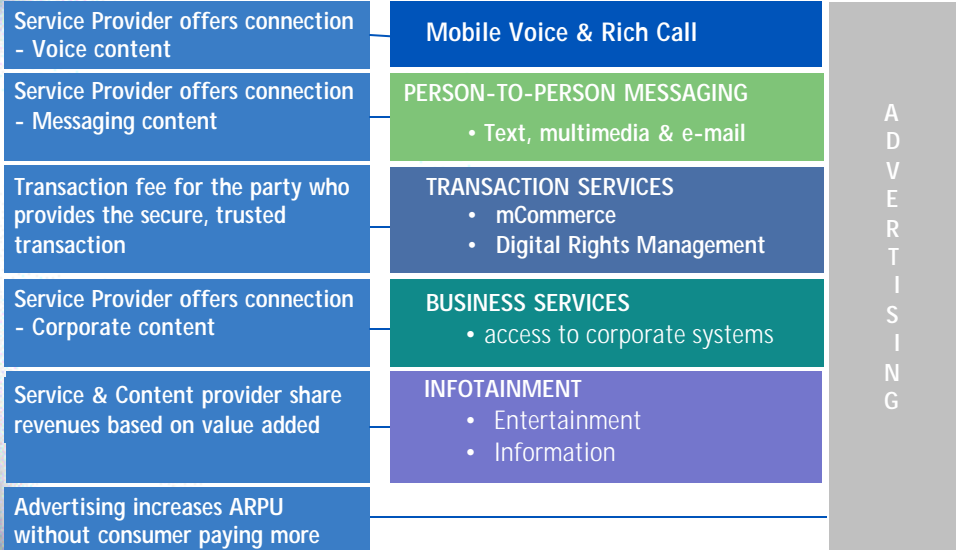 Service Provider offers connection
- Voice content
Mobile Voice & Rich Call
Service Provider offers connection
- Messaging content
PERSON-TO-PERSON MESSAGING
• Text, multimedia & e-mail
Transaction fee for the party who
provides the secure, trusted
transaction
TRANSACTION SERVICES
• mCommerce
• Digital Rights Management
Service Provider offers connection
- Corporate content
BUSINESS SERVICES
• access to corporate systems
Service & Content provider share
revenues based on value added
INFOTAINMENT
• Entertainment
• Information
Advertising increases ARPU
without consumer paying more
ADVERTISING